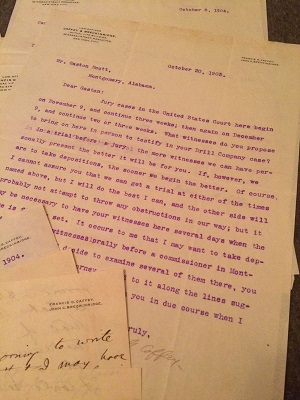 October 6, 1902.
October 20, 1902.
Mr. Gaston Scott,
Montgomery, Alabama.
Dear Gaston:
Jury cases in the United States Court here begin
on November 9, and continue three weeks; then again on December
9, and continue two or three weeks. What witnesses do you propose
to bring on here in person to testify in your Drill Company case?
in a trial before a jury the more witnesses we can have per-
sonally present the better it will be for you. If, however, we
are to take depositions, the sooner we begin the better. Of course,
I cannot assure you that we can get a trial at either of the times
named above, but I will do the best I can, and the other side will
probably not attempt to throw any obstructions in our way; but it
be necessary to have your witnesses here several days when the
set. It occurs to me that I may want to take dep-
witnesses orally before a commissioner in Mont-
side to examine several of them there, you
to it along the lines sug-
you in due course when I
truly,
1904.
FRANCIS G. CAFFEY,
to write
I may have